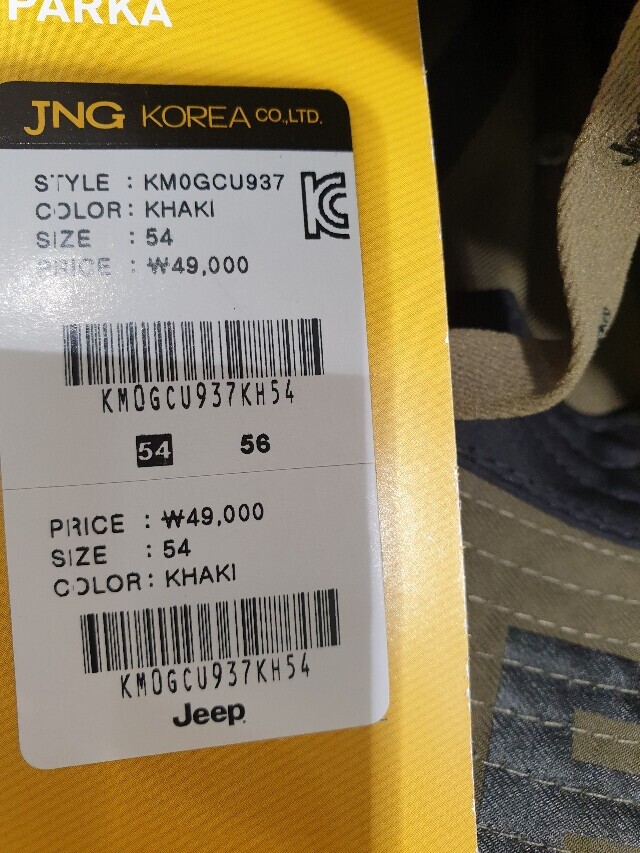 PARKA
JNG KOREA CO.,LTD.
STYLE : KM0GCU937
COLOR : KHAKI
SIZE : 54
PRICE : ₩49,000
KM0GCU937KH54
54 56
PRICE : ₩49,000
SIZE : 54
COLOR : KHAKI
KM0GCU937KH54
Jeep